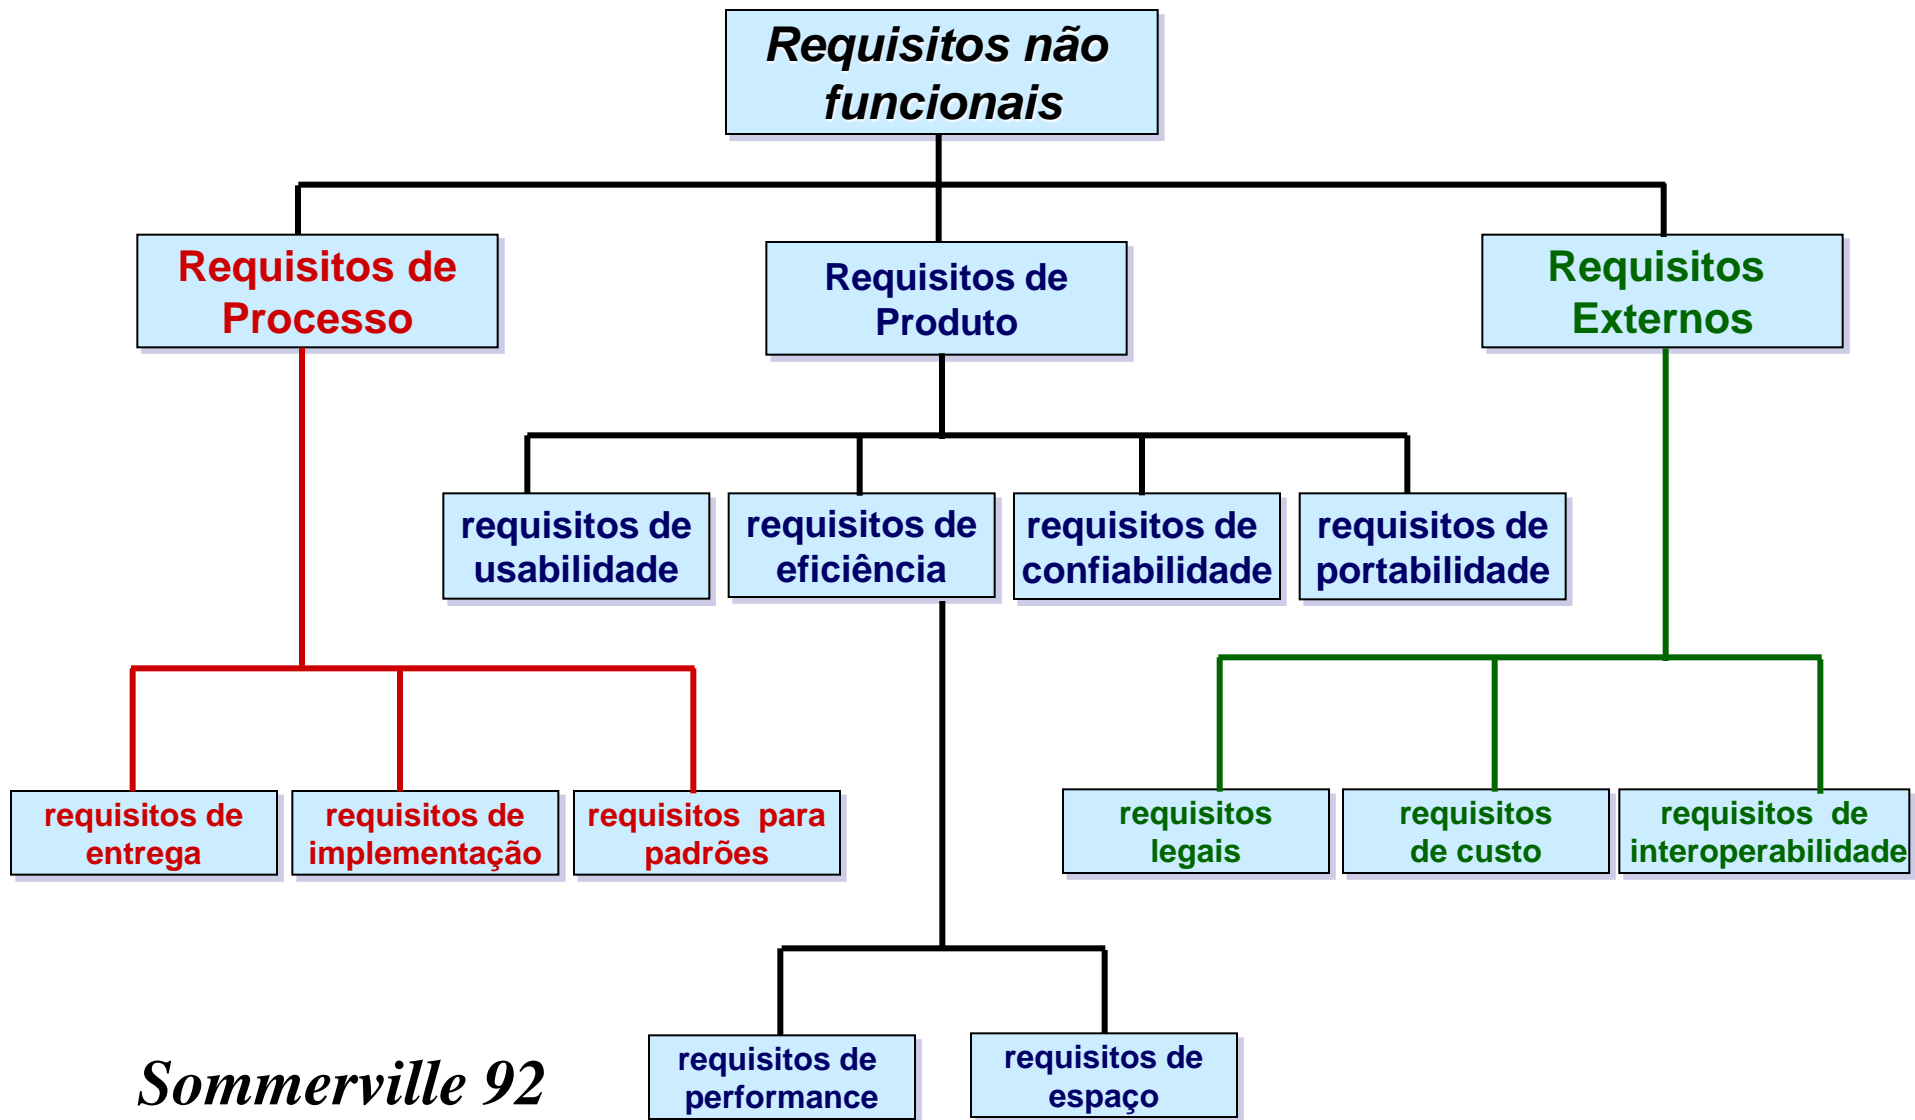 Requisitos não
funcionais
Requisitos de
Processo
Requisitos de
Produto
Requisitos
Externos
requisitos de
usabilidade
requisitos de
eficiência
requisitos de
confiabilidade
requisitos de
portabilidade
requisitos de
entrega
requisitos de
implementação
requisitos para
padrões
requisitos
legais
requisitos
de custo
requisitos de
interoperabilidade
requisitos de
performance
requisitos de
espaço
Sommerville 92